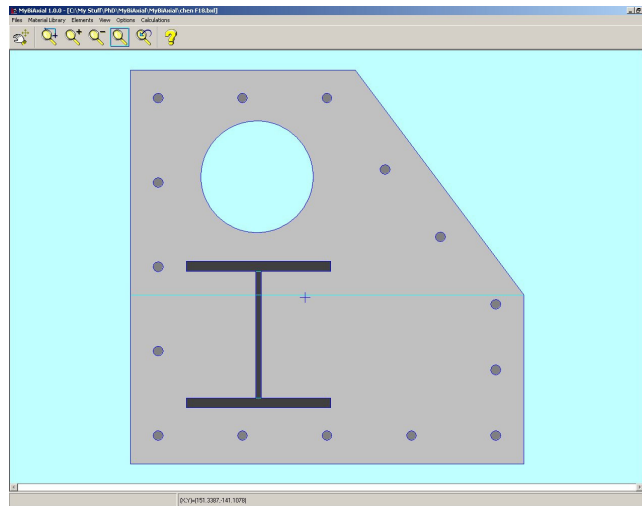 MyBiAxial 1.0.0 - [C:\My Stuff\PhD\MyBiAxial\MyBiAxial\chen F18.bxl]
Files Material Library Elements View Options Calculations
(X;Y)=(151.3387;-141.1078)